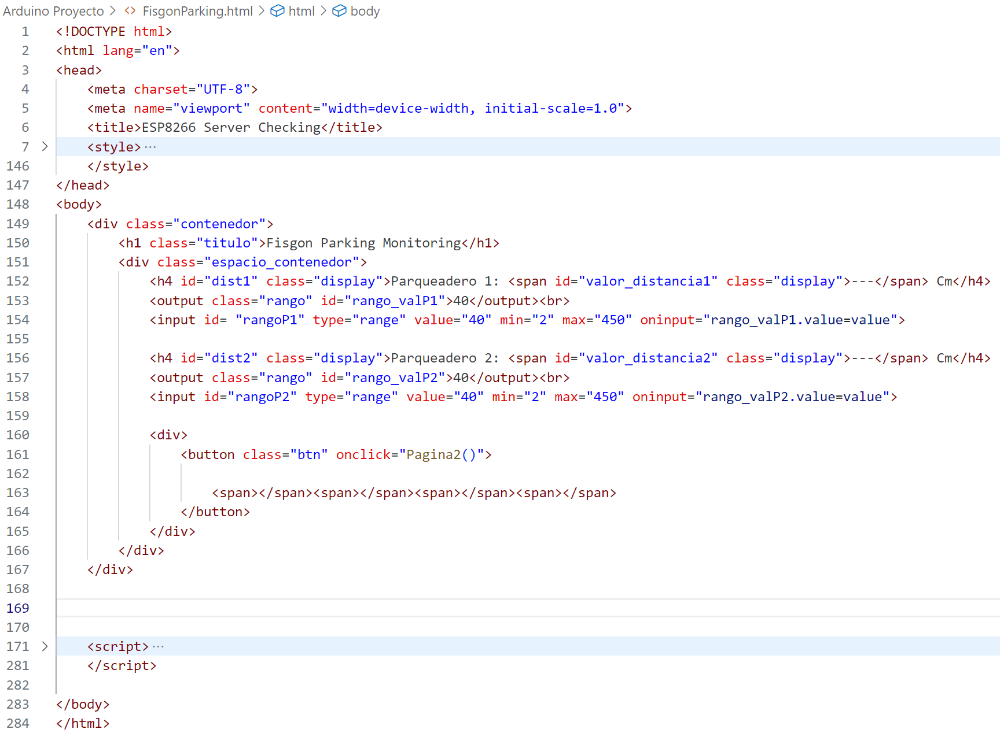 Arduino Proyecto > <> FisgonParking.html > html > body
1 <!DOCTYPE html>
2 <html lang="en">
3 <head>
4     <meta charset="UTF-8">
5     <meta name="viewport" content="width=device-width, initial-scale=1.0">
6     <title>ESP8266 Server Checking</title>
7 >     <style>···
146     </style>
147 </head>
148 <body>
149     <div class="contenedor">
150         <h1 class="titulo">Fisgon Parking Monitoring</h1>
151         <div class="espacio_contenedor">
152             <h4 id="dist1" class="display">Parqueadero 1: <span id="valor_distancia1" class="display">---</span> Cm</h4>
153             <output class="rango" id="rango_valP1">40</output><br>
154             <input id= "rangoP1" type="range" value="40" min="2" max="450" oninput="rango_valP1.value=value">
155
156             <h4 id="dist2" class="display">Parqueadero 2: <span id="valor_distancia2" class="display">---</span> Cm</h4>
157             <output class="rango" id="rango_valP2">40</output><br>
158             <input id="rangoP2" type="range" value="40" min="2" max="450" oninput="rango_valP2.value=value">
159
160             <div>
161                 <button class="btn" onclick="Pagina2()">
162
163                     <span></span><span></span><span></span><span></span>
164                 </button>
165             </div>
166         </div>
167     </div>
168
169
170
171 >     <script>···
281     </script>
282
283 </body>
284 </html>